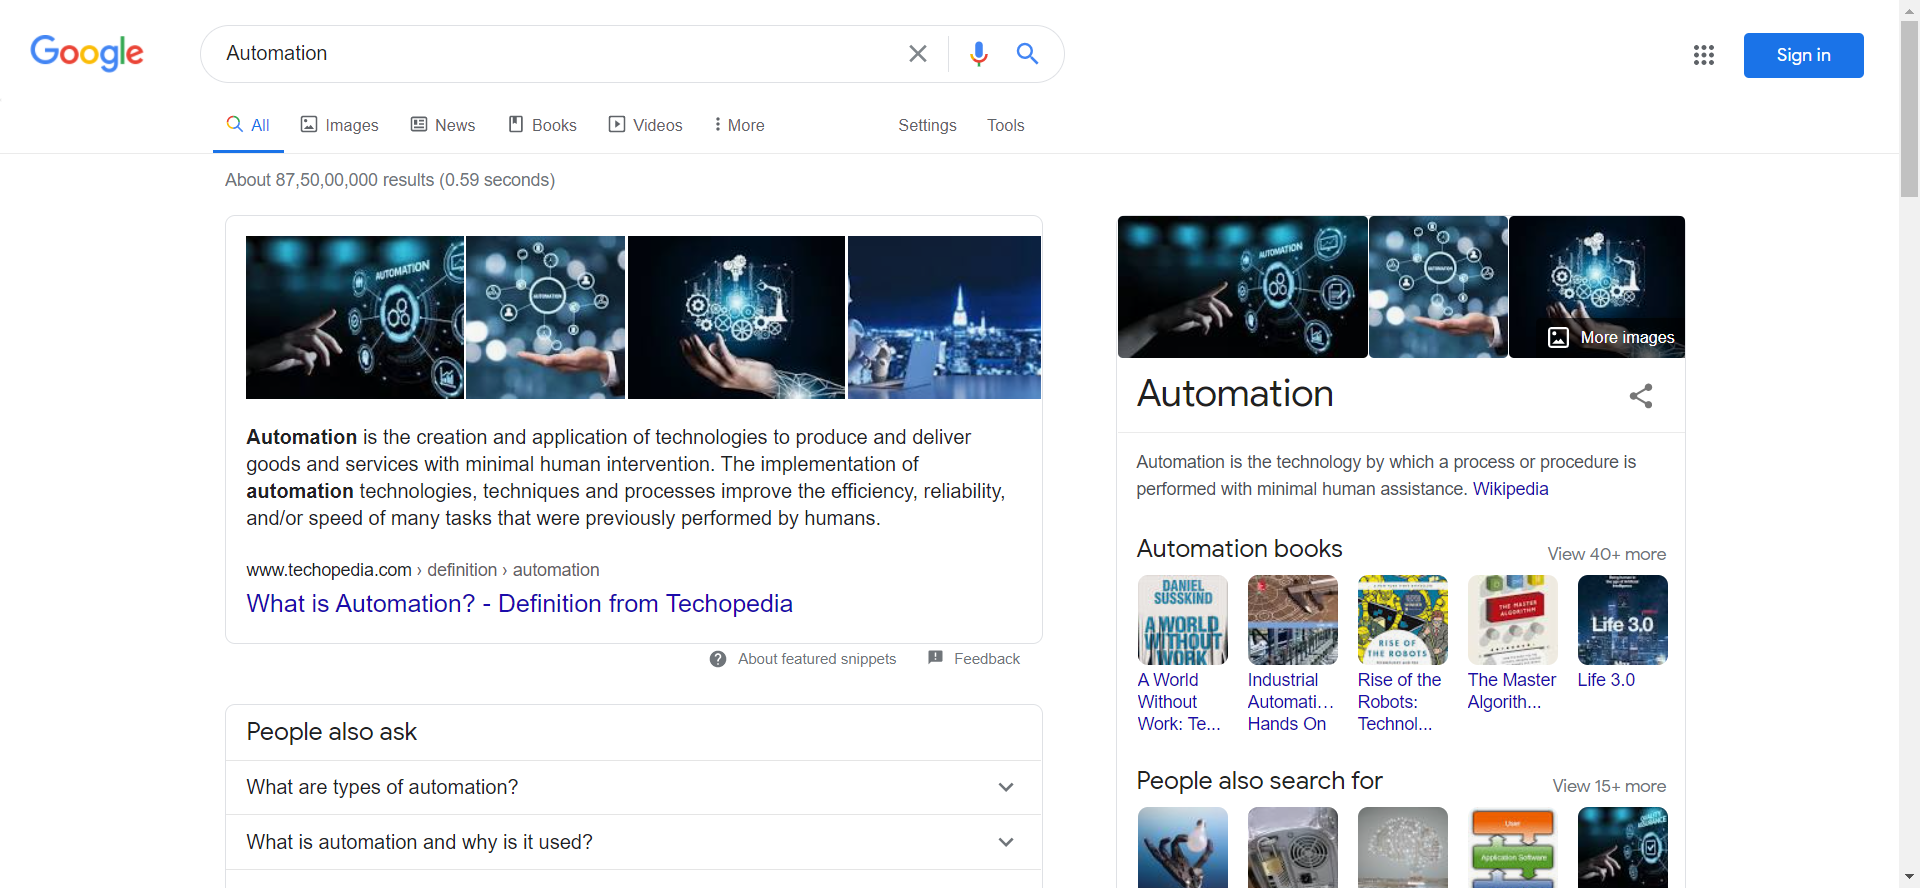 Google
Automation
Sign in
All
Images
News
Books
Videos
More
Settings
Tools
About 87,50,00,000 results (0.59 seconds)
AUTOMATION
AUTOMATION
AUTOMATION
AUTOMATION
More images
Automation is the creation and application of technologies to produce and deliver
goods and services with minimal human intervention. The implementation of
automation technologies, techniques and processes improve the efficiency, reliability,
and/or speed of many tasks that were previously performed by humans.
www.techopedia.com › definition › automation
What is Automation? - Definition from Techopedia
About featured snippets
Feedback
People also ask
What are types of automation?
What is automation and why is it used?
Automation
Automation is the technology by which a process or procedure is
performed with minimal human assistance. Wikipedia
Automation books
View 40+ more
DANIEL
SUSSKIND
A WORLD
WITHOUT
WORK
RISE OF
THE ROBOTS
THE MASTER
ALGORITHM
Life 3.0
A World
Without
Work: Te...
Industrial
Automati...
Hands On
Rise of the
Robots:
Technol...
The Master
Algorith...
Life 3.0
People also search for
View 15+ more
User
Application Software
QUALITY
ASSURANCE